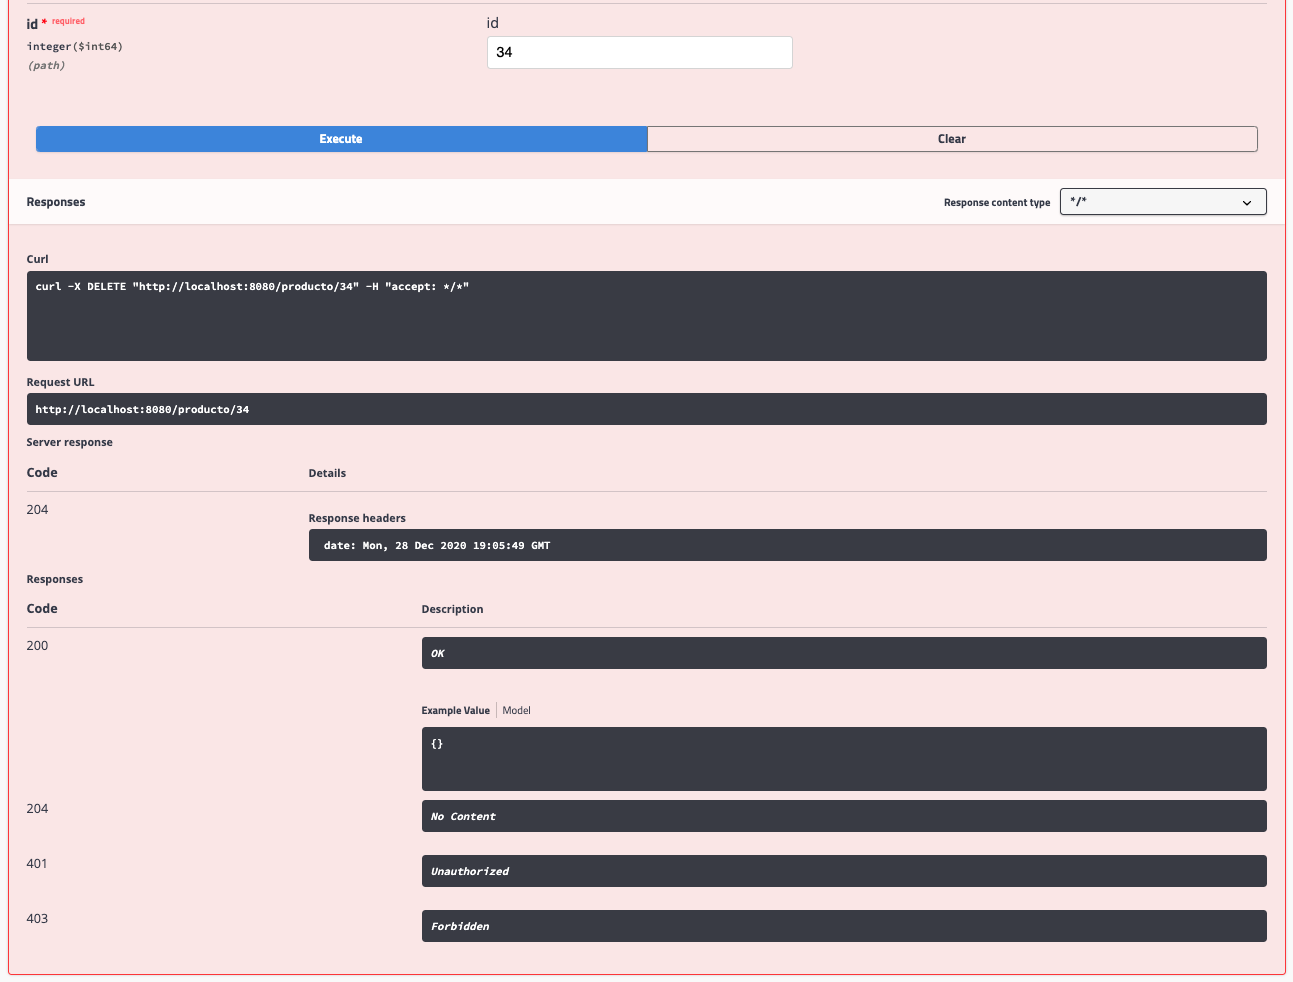 id * required
id
integer($int64)
34
(path)
Execute
Clear
Responses
Response content type
*/*
Curl
curl -X DELETE "http://localhost:8080/producto/34" -H "accept: */*"
Request URL
http://localhost:8080/producto/34
Server response
Code
Details
204
Response headers
date: Mon, 28 Dec 2020 19:05:49 GMT
Responses
Code
Description
200
OK
Example Value
Model
{}
204
No Content
401
Unauthorized
403
Forbidden